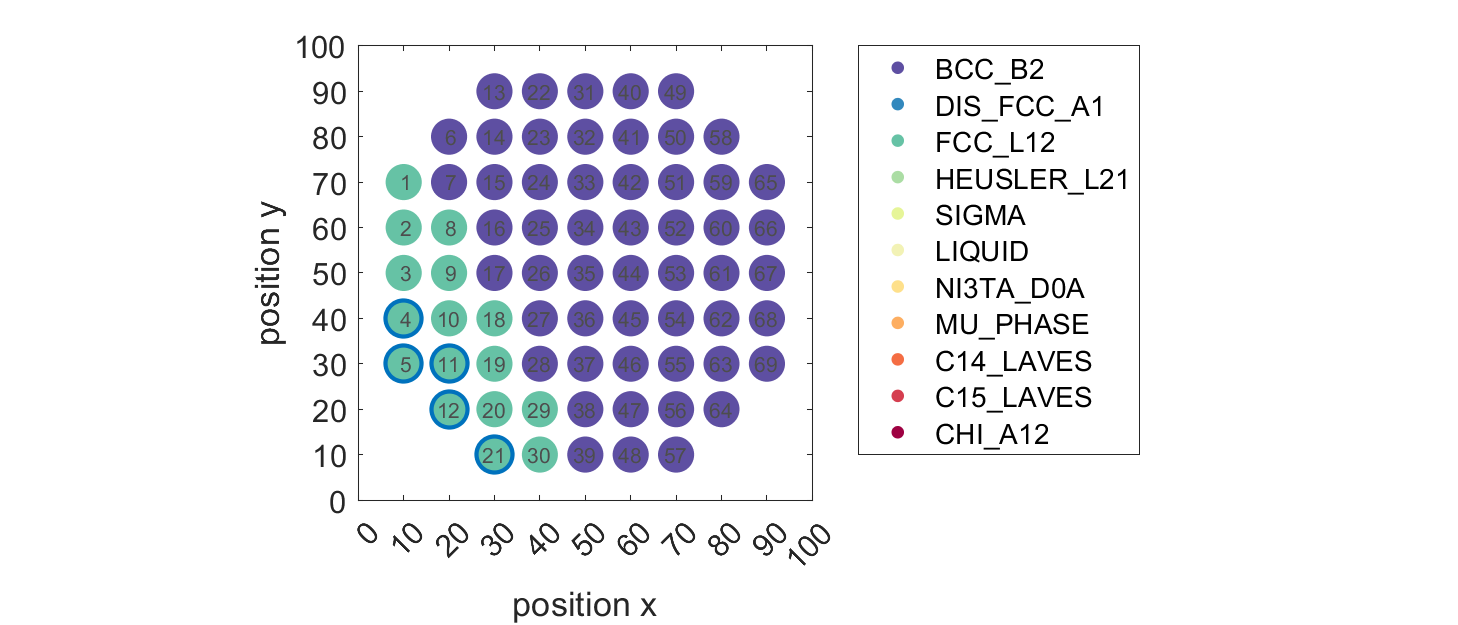 100
90
80
70
60
50
40
30
20
10
0
position y
13 22 31 40 49
6 14 23 32 41 50 58
1 7 15 24 33 42 51 59 65
2 8 16 25 34 43 52 60 66
3 9 17 26 35 44 53 61 67
4 10 18 27 36 45 54 62 68
5 11 19 28 37 46 55 63 69
12 20 29 38 47 56 64
21 30 39 48 57
0 10 20 30 40 50 60 70 80 90 100
position x
BCC_B2
DIS_FCC_A1
FCC_L12
HEUSLER_L21
SIGMA
LIQUID
NI3TA_D0A
MU_PHASE
C14_LAVES
C15_LAVES
CHI_A12